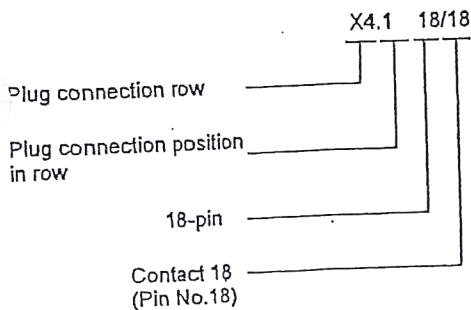 X4.1 18/18
Plug connection row
Plug connection position
in row
18-pin
Contact 18
(Pin No.18)